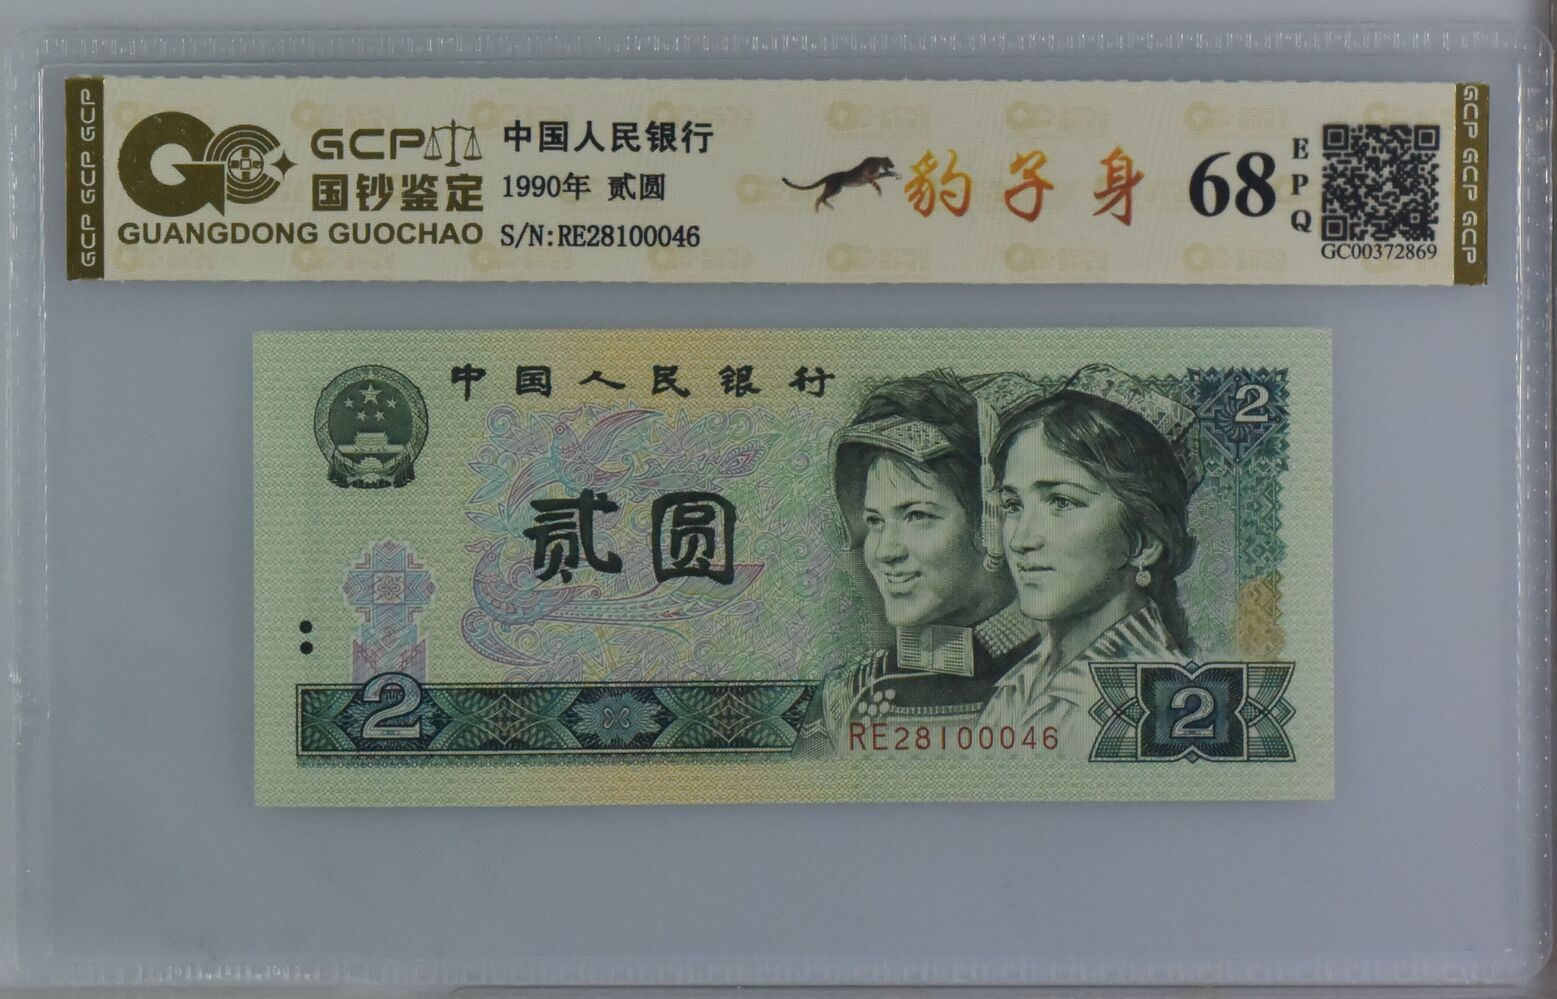 GCP GCP GCP
GCP
国钞鉴定
GUANGDONG GUOCHAO
中国人民银行
1990年 贰圆
S/N:RE28100046
豹子身
68
EPQ
GC00372869
GCP GCP GCP
中国人民银行
2
贰圆
2
RE28100046
2